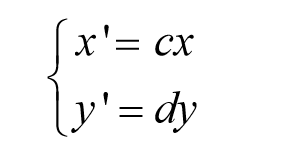 x'= cx
y'= dy